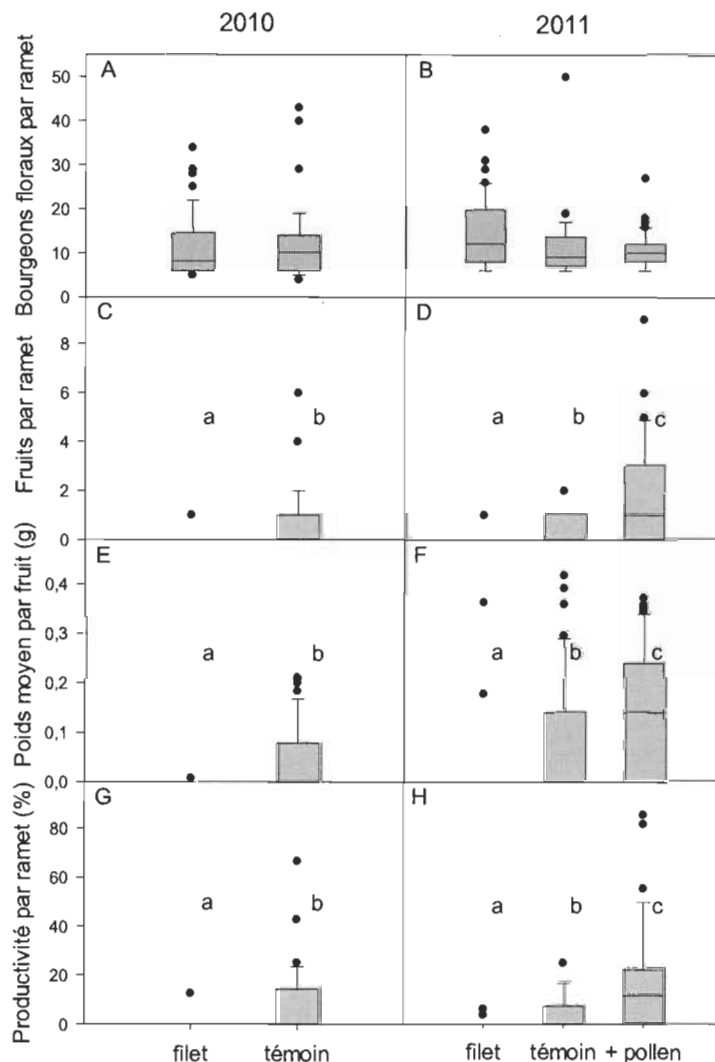 2010 2011
Bourgeons floraux par ramet
A B
50
40
30
20
10
0
Fruits par ramet
C D
8
6
4
2
0
a b a b c
Poids moyen par fruit (g)
E F
0,4
0,3
0,2
0,1
0,0
a b a b c
Productivité par ramet (%)
G H
80
60
40
20
0
a b a b c
filet témoin filet témoin + pollen